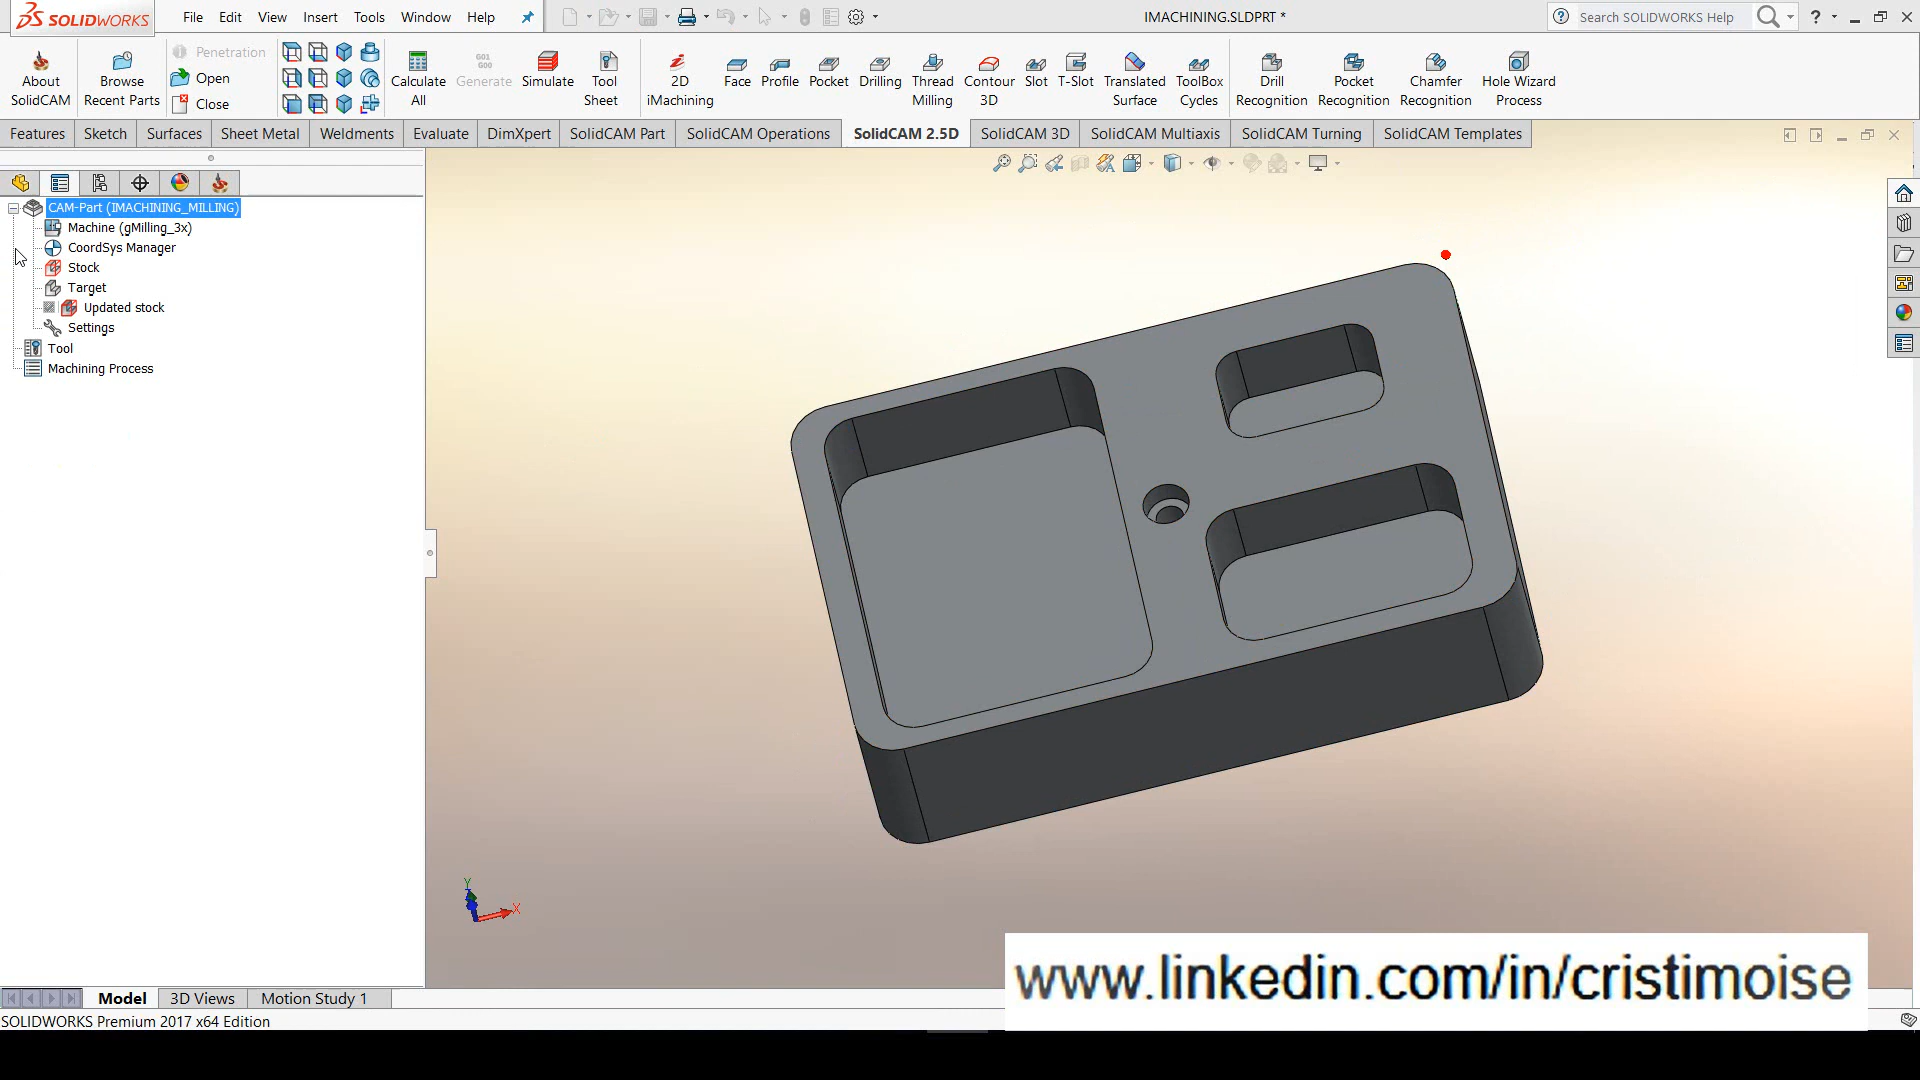 SOLIDWORKS File Edit View Insert Tools Window Help IMACHINING.SLDPRT * Search SOLIDWORKS Help ?
About SolidCAM
Browse Recent Parts
Penetration
Open
Close
Calculate All
G01 G00 Generate
Simulate
Tool Sheet
2D iMachining
Face
Profile
Pocket
Drilling
Thread Milling
Contour 3D
Slot
T-Slot
Translated Surface
ToolBox Cycles
Drill Recognition
Pocket Recognition
Chamfer Recognition
Hole Wizard Process
Features Sketch Surfaces Sheet Metal Weldments Evaluate DimXpert SolidCAM Part SolidCAM Operations SolidCAM 2.5D SolidCAM 3D SolidCAM Multiaxis SolidCAM Turning SolidCAM Templates
CAM-Part (IMACHINING_MILLING)
Machine (gMilling_3x)
CoordSys Manager
Stock
Target
Updated stock
Settings
Tool
Machining Process
Y
X
www.linkedin.com/in/cristimoise
Model 3D Views Motion Study 1
SOLIDWORKS Premium 2017 x64 Edition